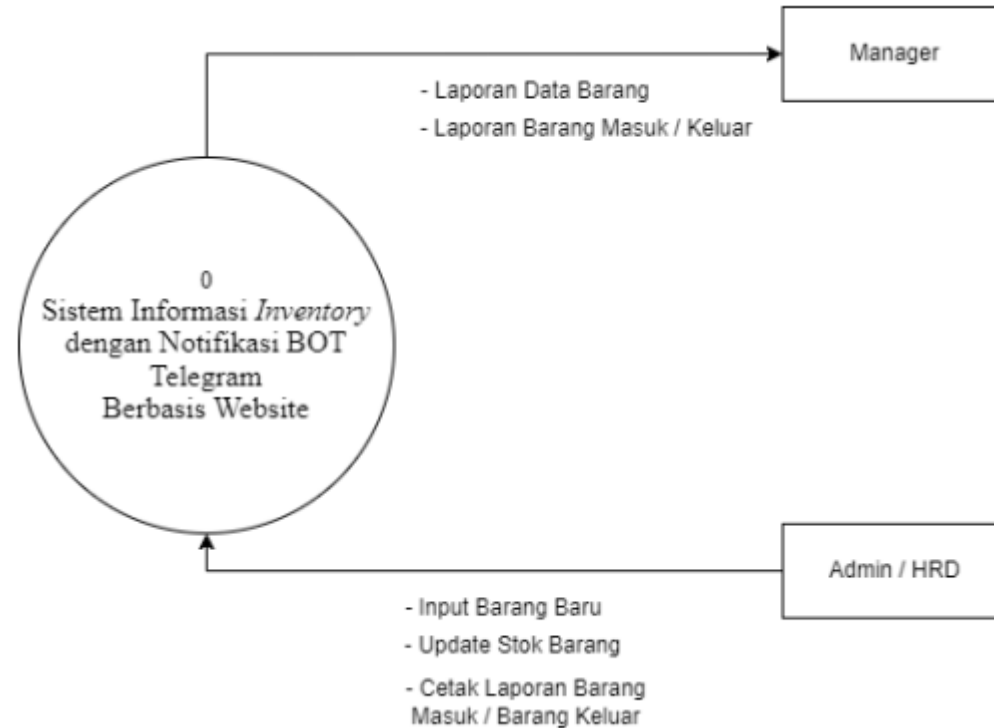 Manager
- Laporan Data Barang
- Laporan Barang Masuk / Keluar
0
Sistem Informasi Inventory
dengan Notifikasi BOT
Telegram
Berbasis Website
Admin / HRD
- Input Barang Baru
- Update Stok Barang
- Cetak Laporan Barang
Masuk / Barang Keluar